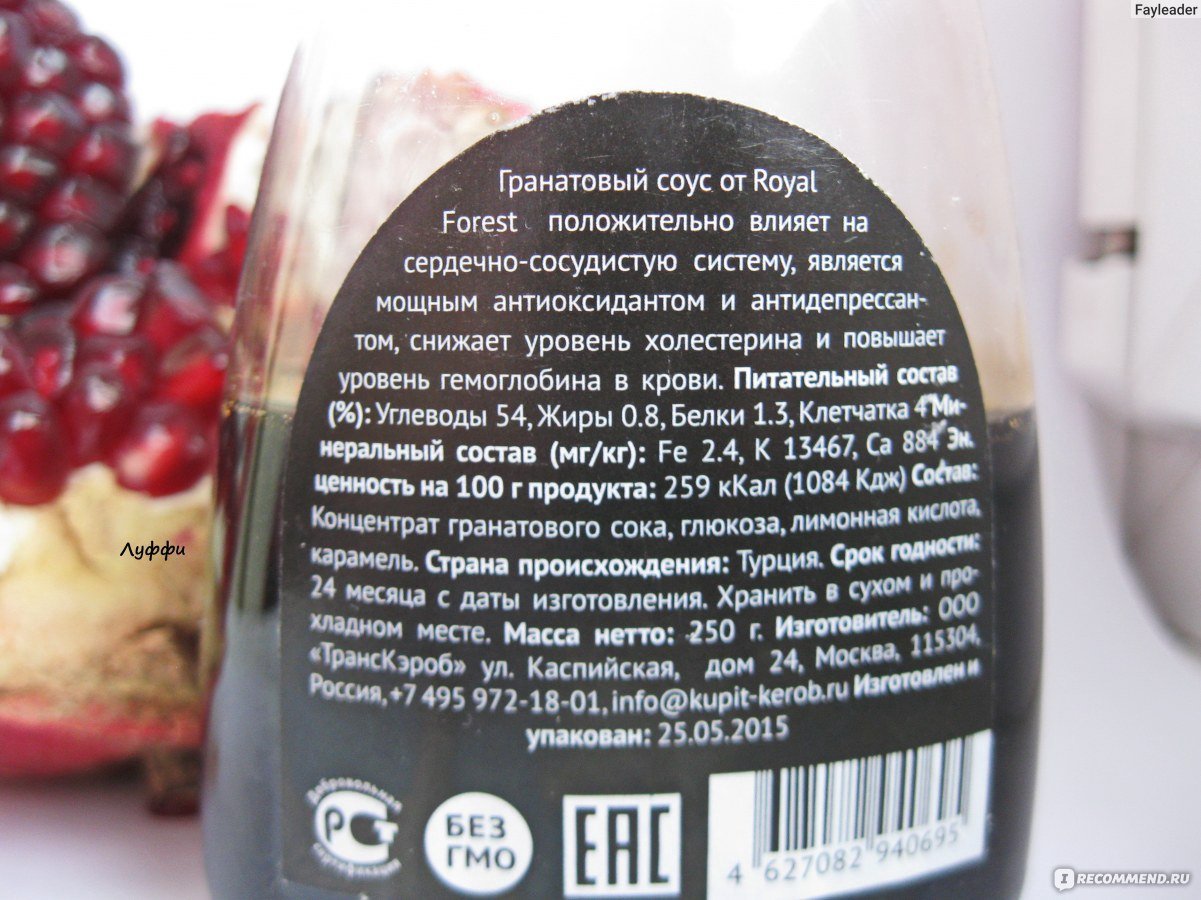 Fayleader
Гранатовый соус от Royal
Forest положительно влияет на
сердечно-сосудистую систему, является
мощным антиоксидантом и антидепрессан-
том, снижает уровень холестерина и повышает
уровень гемоглобина в крови. Питательный состав
(%): Углеводы 54, Жиры 0.8, Белки 1.3, Клетчатка 4 Ми-
неральный состав (мг/кг): Fe 2.4, K 13467, Ca 884 Эн.
ценность на 100 г продукта: 259 кКал (1084 Кдж) Состав:
Концентрат гранатового сока, глюкоза, лимонная кислота,
карамель. Страна происхождения: Турция. Срок годности:
24 месяца с даты изготовления. Хранить в сухом и про-
хладном месте. Масса нетто: 250 г. Изготовитель: ООО
«ТрансКэроб» ул. Каспийская, дом 24, Москва, 115304,
Россия, +7 495 972-18-01, info@kupit-kerob.ru Изготовлен и
упакован: 25.05.2015
Луффи
Добровольная
РСТ
сертификация
БЕЗ
ГМО
EAC
4 627082 940695
IRECOMMEND.RU